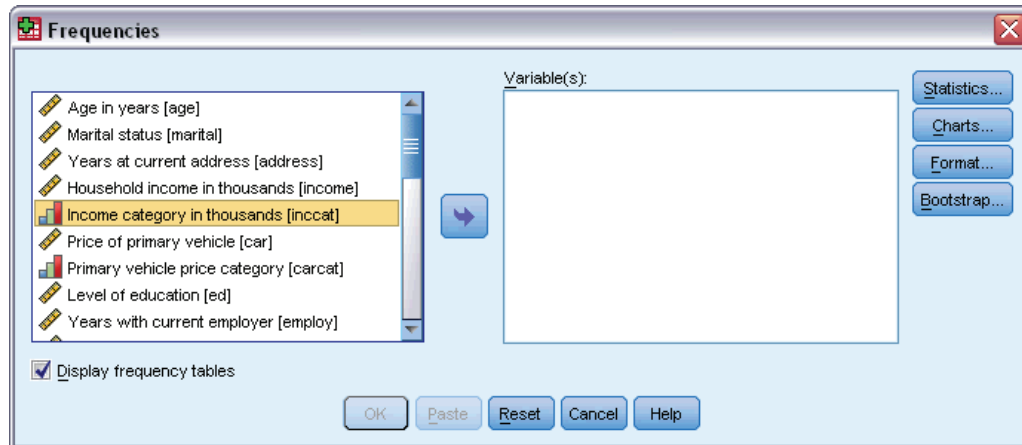 Frequencies
Variable(s):
Age in years [age]
Marital status [marital]
Years at current address [address]
Household income in thousands [income]
Income category in thousands [inccat]
Price of primary vehicle [car]
Primary vehicle price category [carcat]
Level of education [ed]
Years with current employer [employ]
Statistics...
Charts...
Format...
Bootstrap...
Display frequency tables
OK
Paste
Reset
Cancel
Help